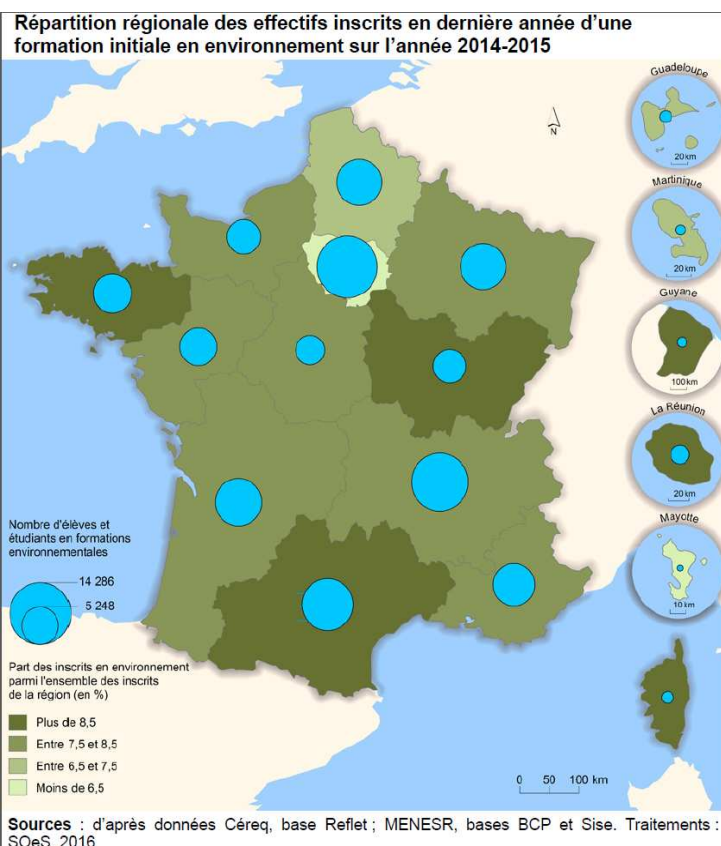 Répartition régionale des effectifs inscrits en dernière année d'une
formation initiale en environnement sur l'année 2014-2015
Guadeloupe
20 km
N
Martinique
20 km
Guyane
100 km
La Réunion
20 km
Mayotte
10 km
Nombre d'élèves et
étudiants en formations
environnementales
14 286
5 248
Part des inscrits en environnement
parmi l'ensemble des inscrits
de la région (en %)
Plus de 8,5
Entre 7,5 et 8,5
Entre 6,5 et 7,5
Moins de 6,5
0 50 100 km
Sources : d'après données Céreq, base Reflet ; MENESR, bases BCP et Sise. Traitements :
SOeS, 2016